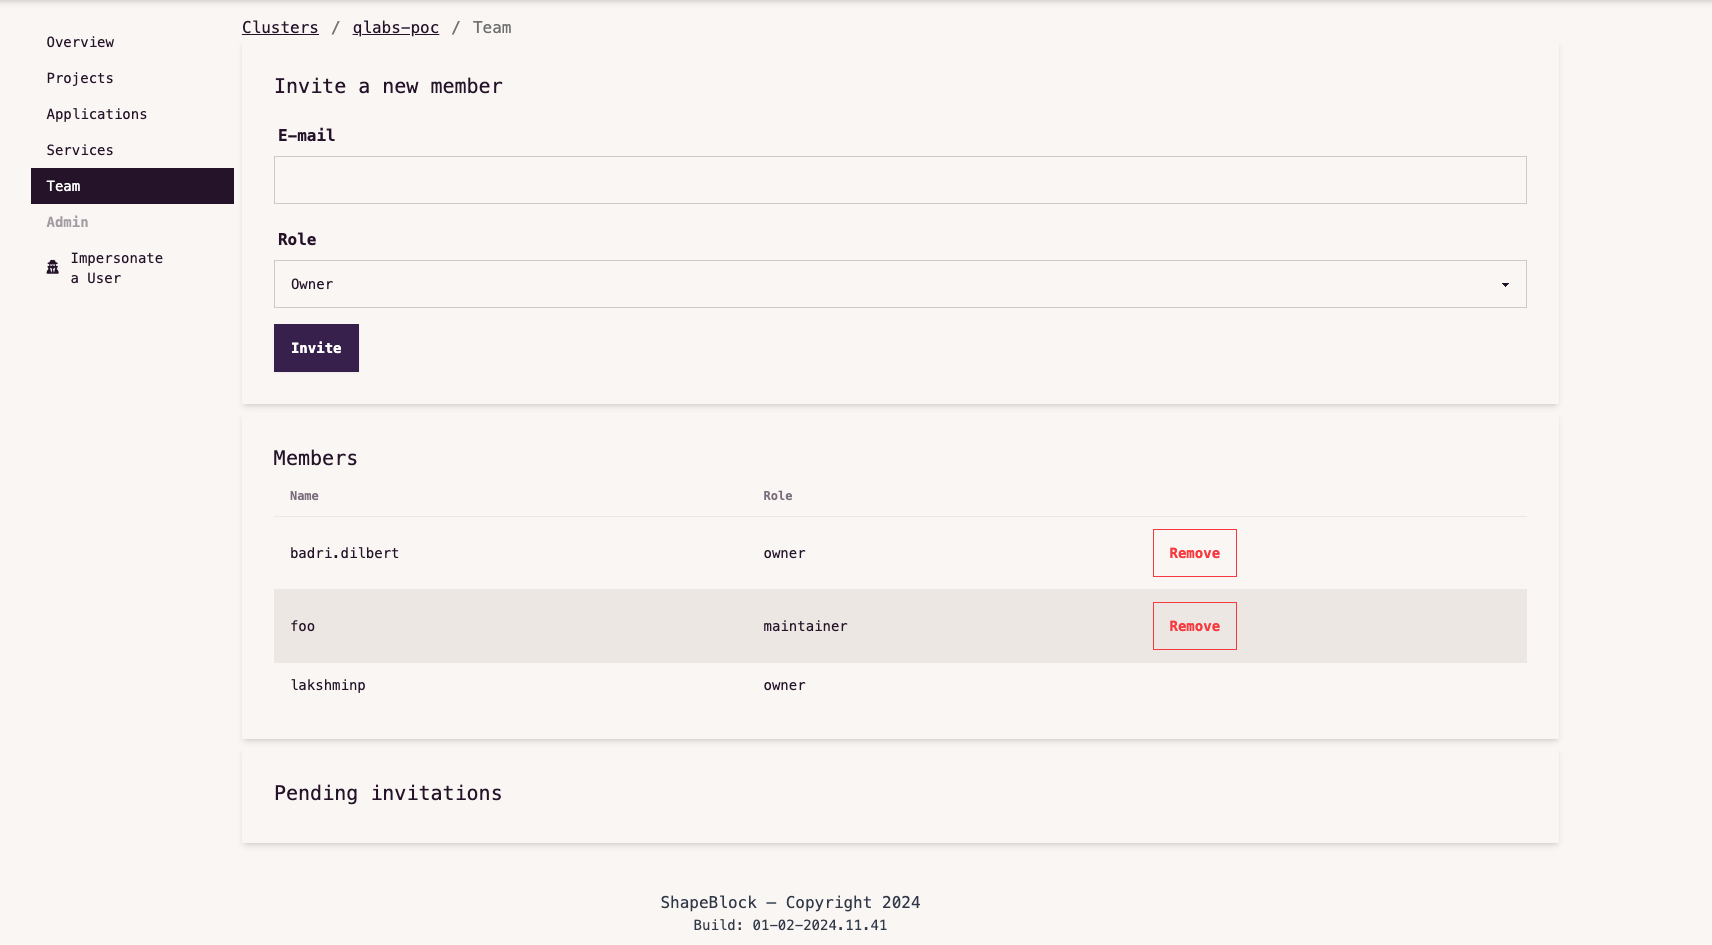 Clusters / qlabs-poc / Team
Overview
Projects
Applications
Services
Team
Admin
Impersonate
a User
Invite a new member
E-mail
Role
Owner
Invite
Members
Name Role
badri.dilbert owner Remove
foo maintainer Remove
lakshminp owner
Pending invitations
ShapeBlock — Copyright 2024
Build: 01-02-2024.11.41